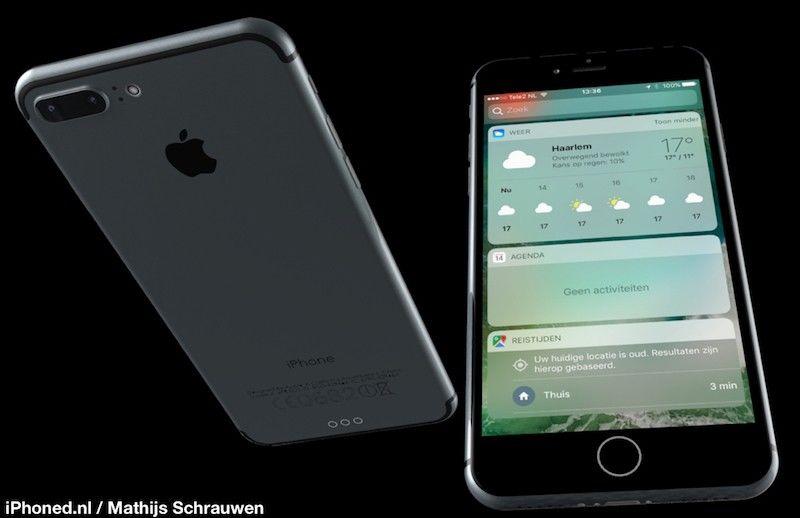 Tele2 NL
13:36
100%
Zoek
WEER
Toon minder
Haarlem
Overwegend bewolkt
Kans op regen: 10%
17°
17° / 11°
Nu 14 15 16 17 18
17 17 17 17 17 17
14
AGENDA
Geen activiteiten
REISTIJDEN
Uw huidige locatie is oud. Resultaten zijn
hierop gebaseerd.
Thuis
3 min
iPhone
iPhoned.nl / Mathijs Schrauwen